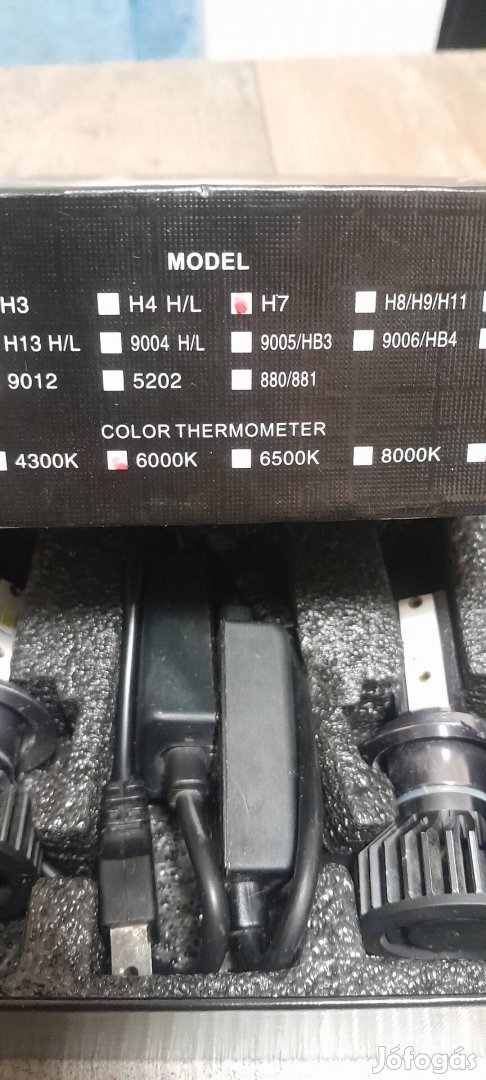 MODEL
H3 H4 H/L H7 H8/H9/H11
H13 H/L 9004 H/L 9005/HB3 9006/HB4
9012 5202 880/881
COLOR THERMOMETER
4300K 6000K 6500K 8000K
Jófogás